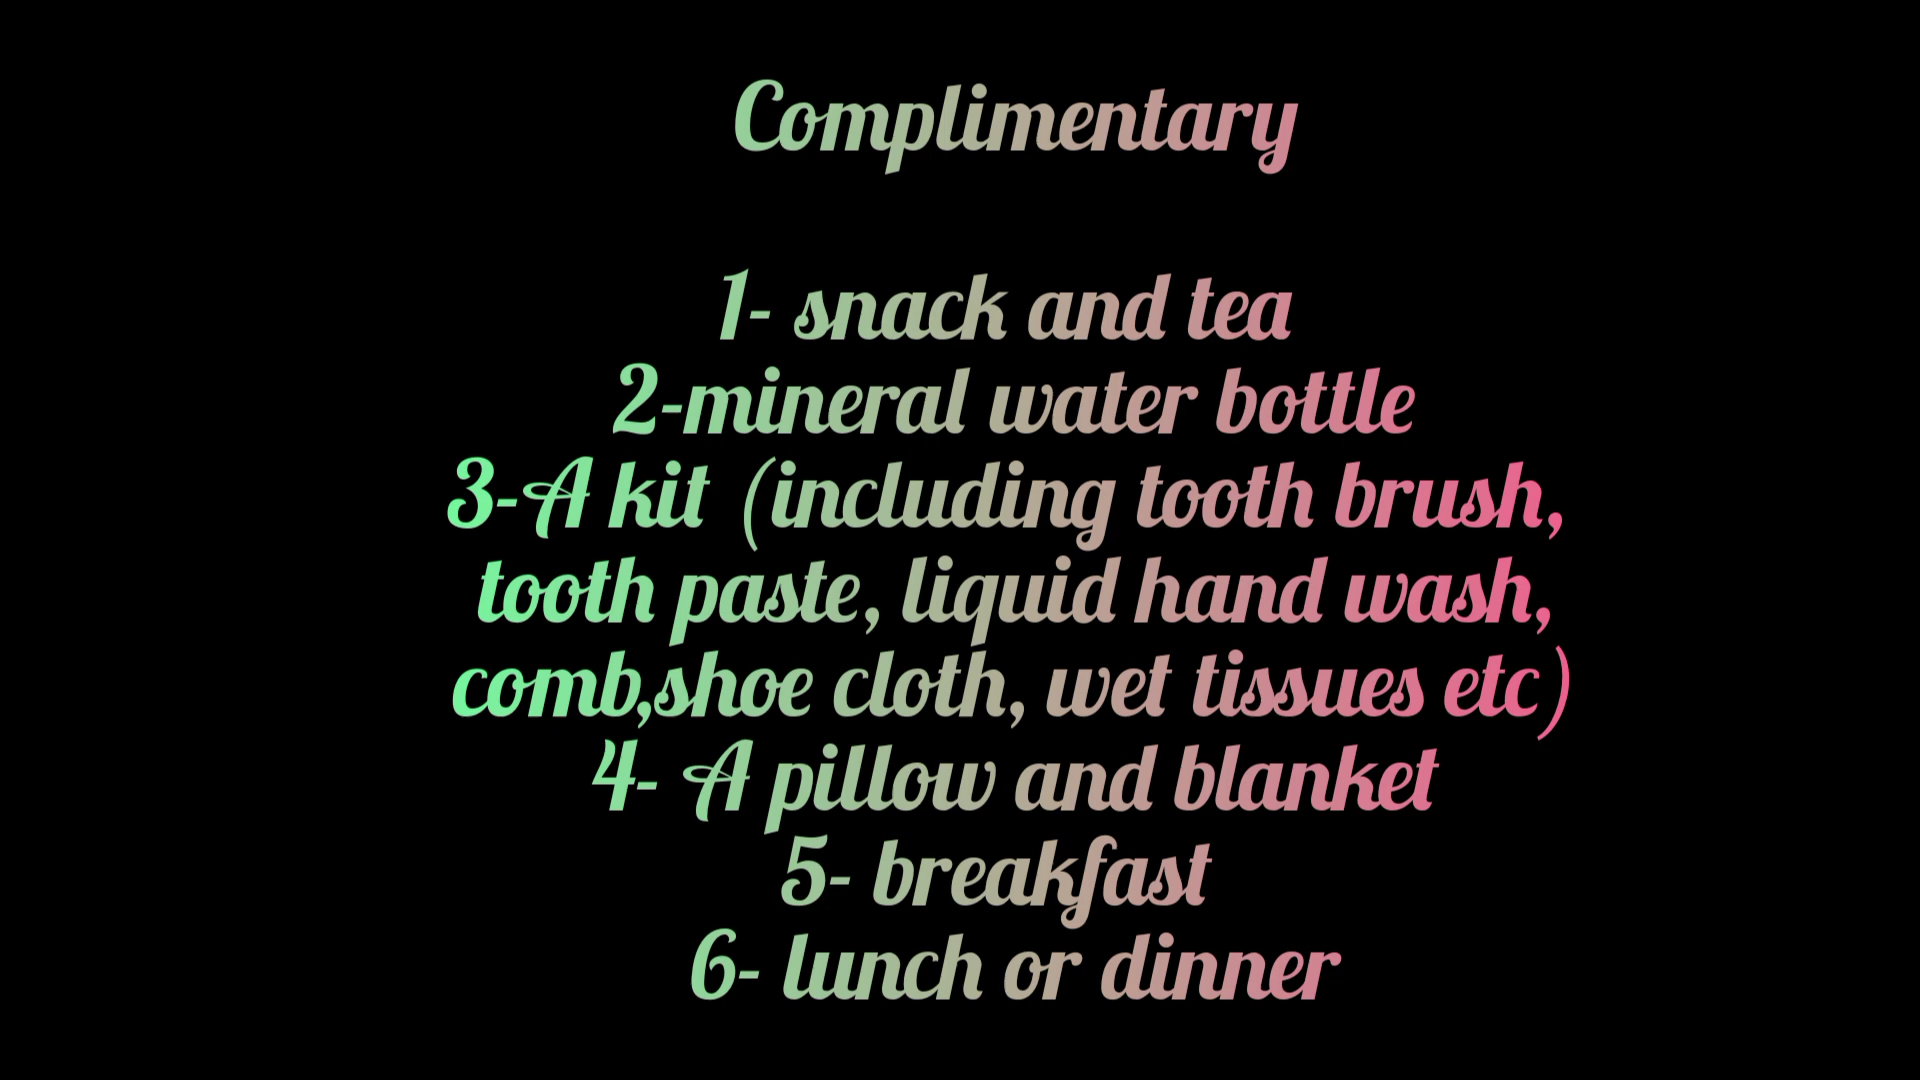 Complimentary
1- snack and tea
2-mineral water bottle
3-A kit (including tooth brush,
tooth paste, liquid hand wash,
comb,shoe cloth, wet tissues etc)
4- A pillow and blanket
5- breakfast
6- lunch or dinner